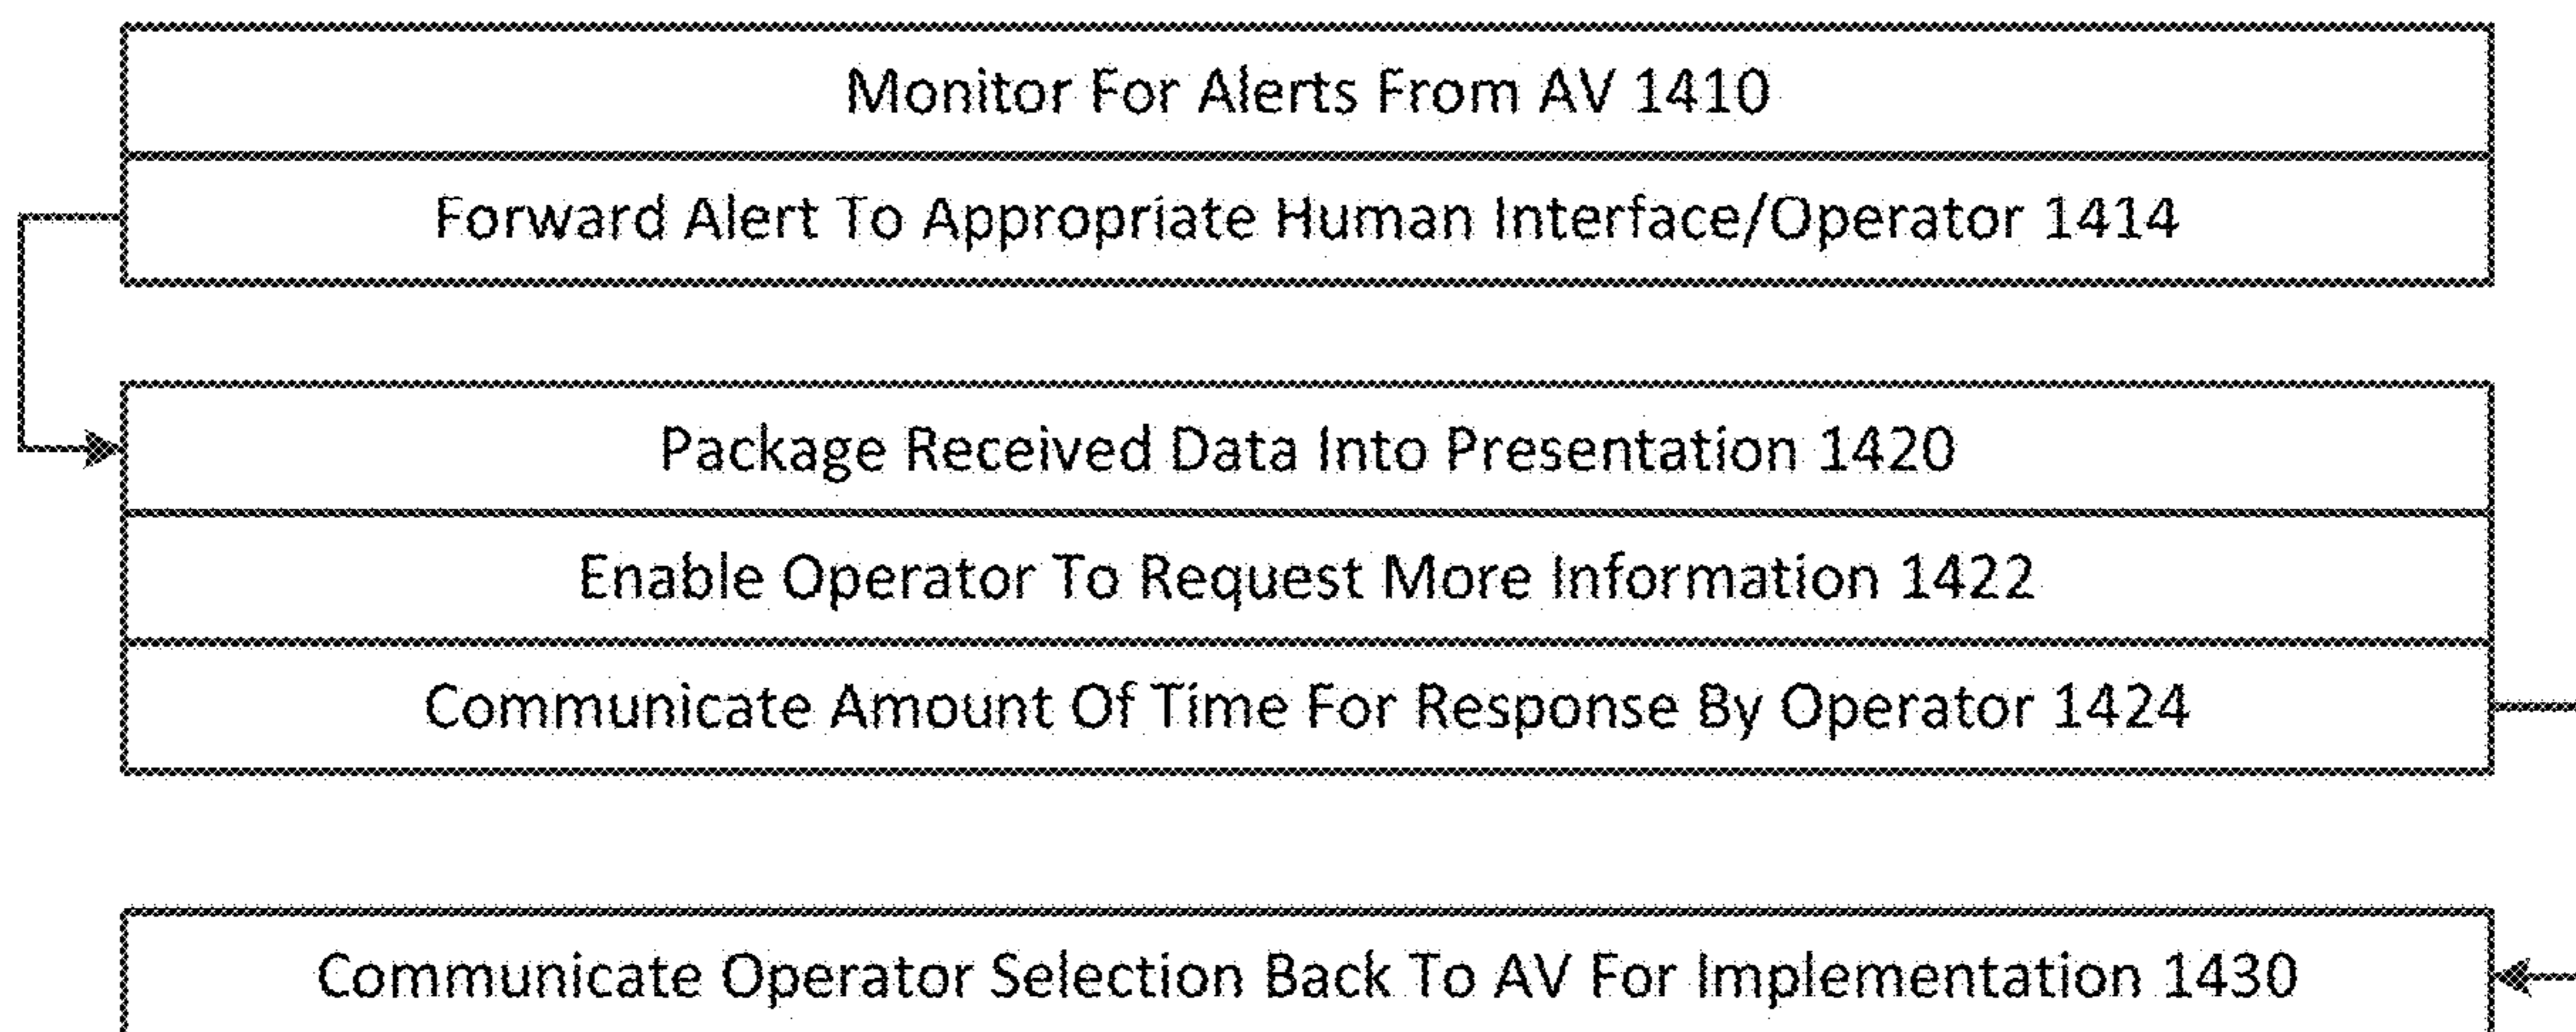 Monitor For Alerts From AV 1410
Forward Alert To Appropriate Human Interface/Operator 1414
Package Received Data Into Presentation 1420
Enable Operator To Request More Information 1422
Communicate Amount Of Time For Response By Operator 1424
Communicate Operator Selection Back To AV For Implementation 1430